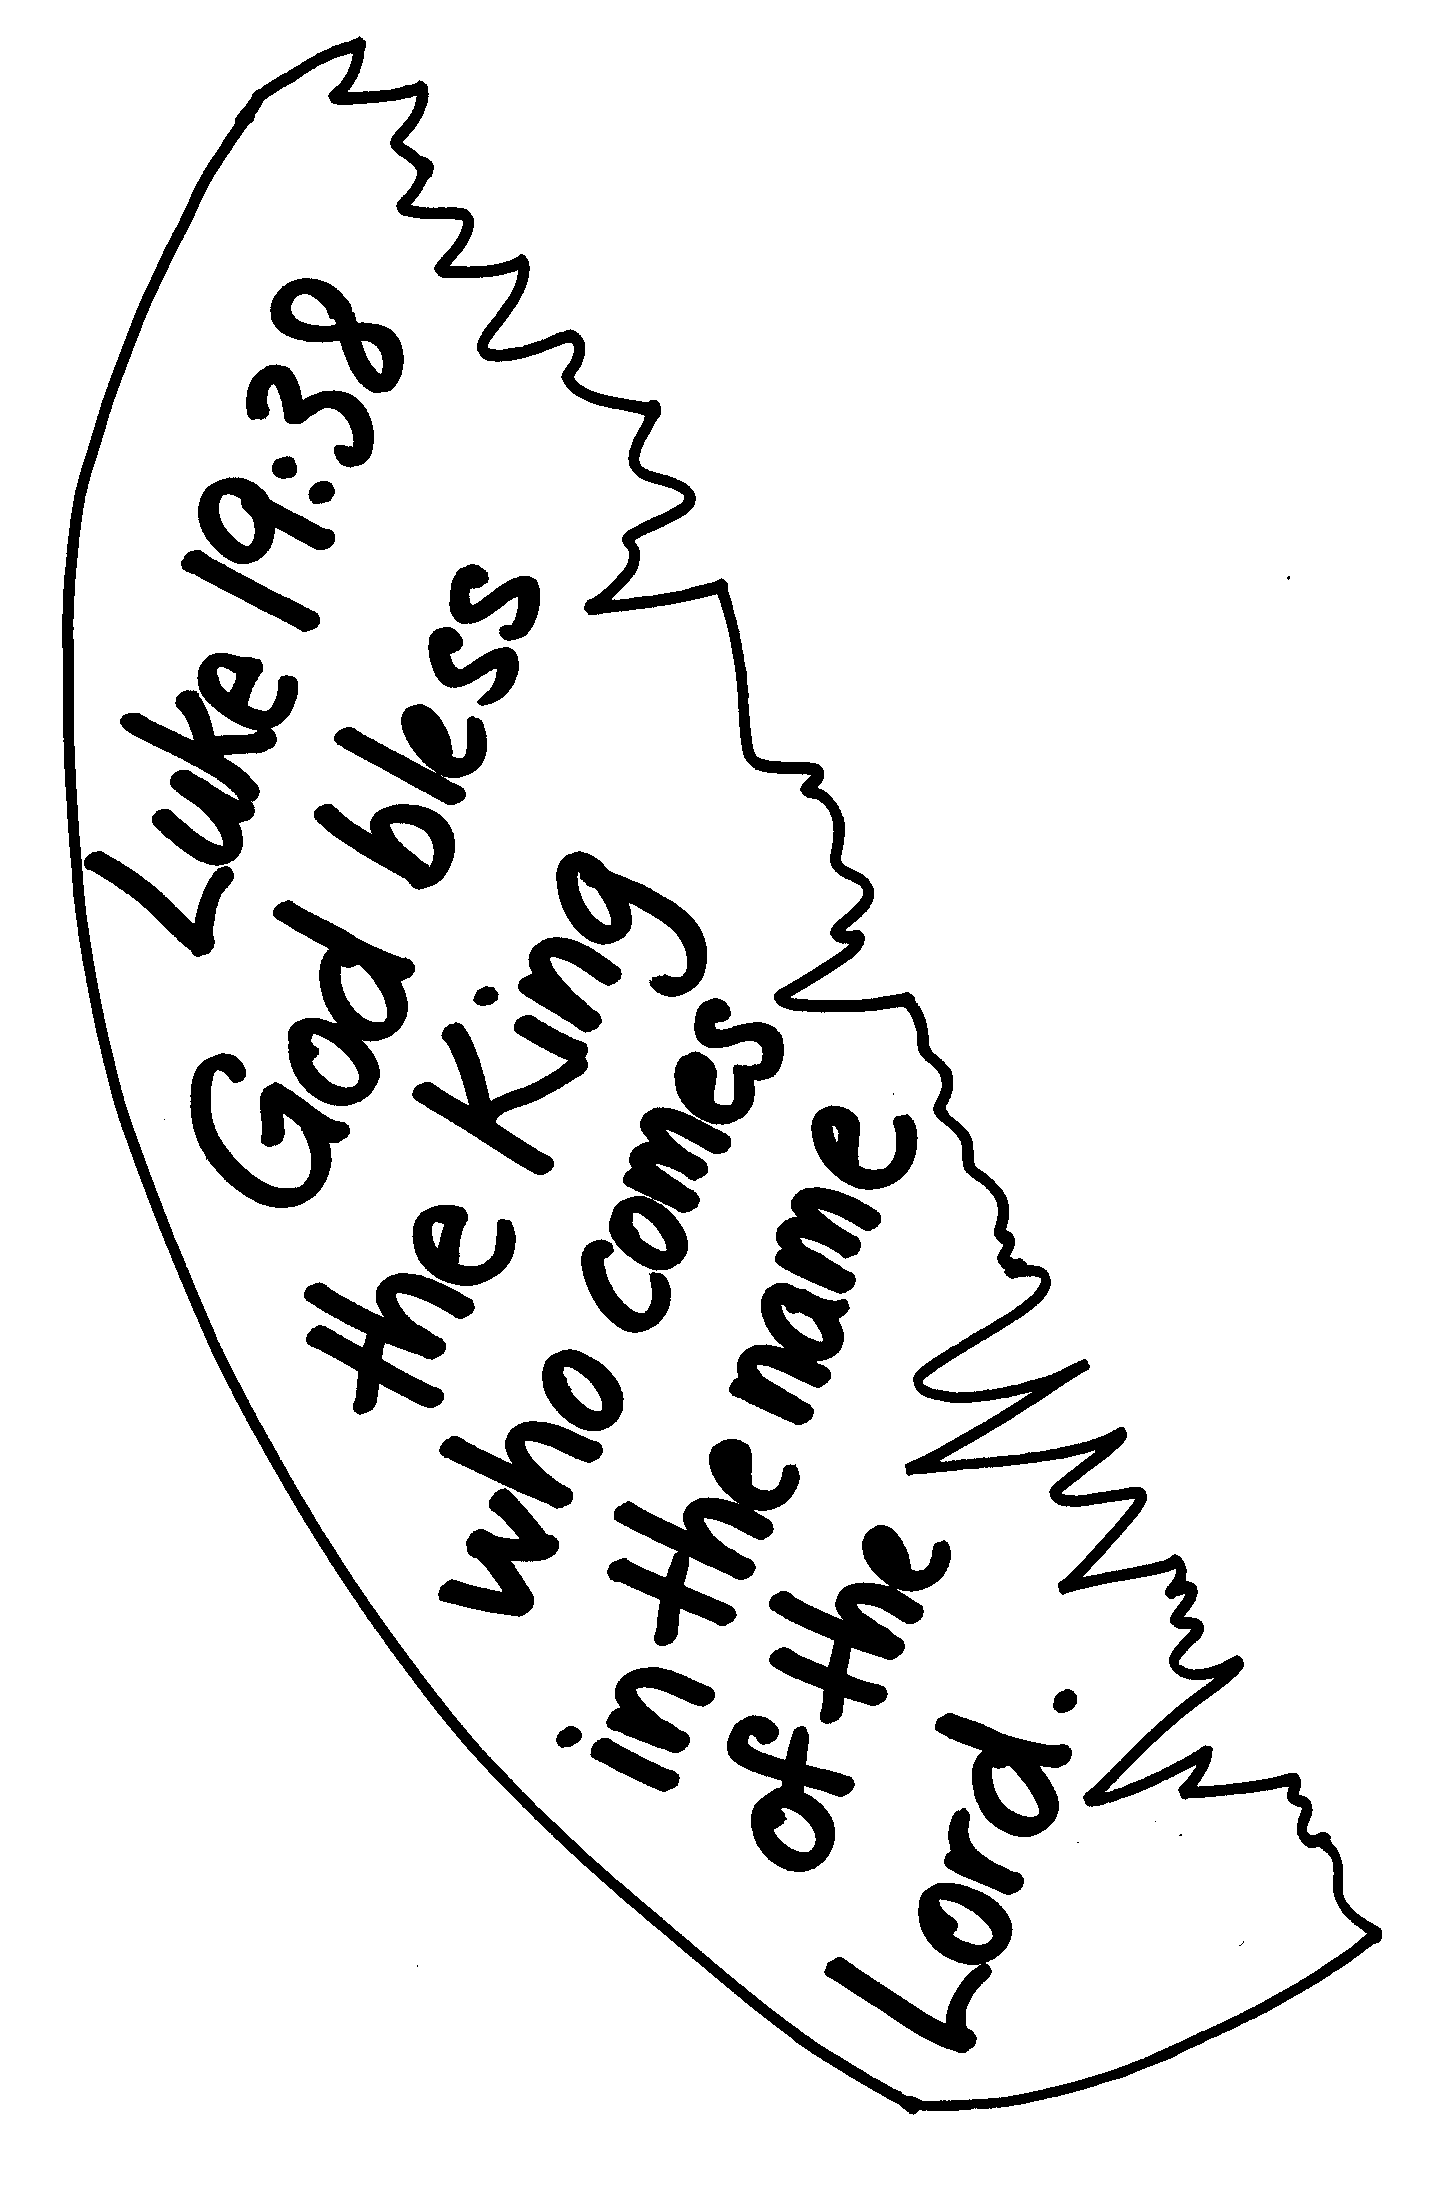 Luke 19:38
God bless
the King
who comes
in the name
of the
Lord.